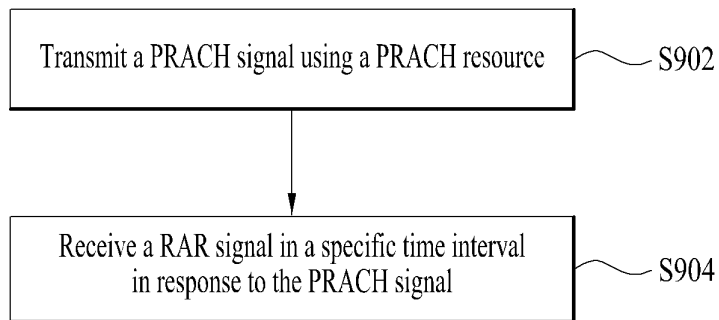 Transmit a PRACH signal using a PRACH resource
S902
Receive a RAR signal in a specific time interval
in response to the PRACH signal
S904